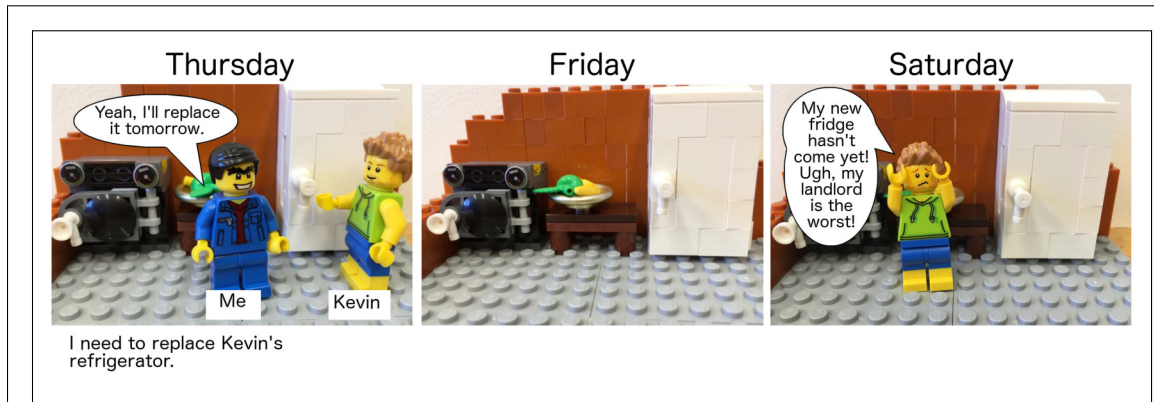 Thursday
Friday
Saturday
Yeah, I'll replace
it tomorrow.
Me
Kevin
My new
fridge
hasn't
come yet!
Ugh, my
landlord
is the
worst!
I need to replace Kevin's
refrigerator.